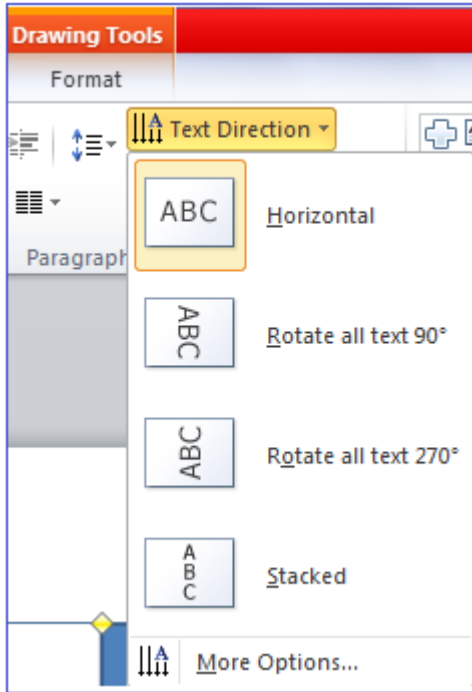 Drawing Tools
Format
Text Direction
Paragraph
ABC Horizontal
ABC Rotate all text 90°
ABC Rotate all text 270°
A
B
C
Stacked
More Options...